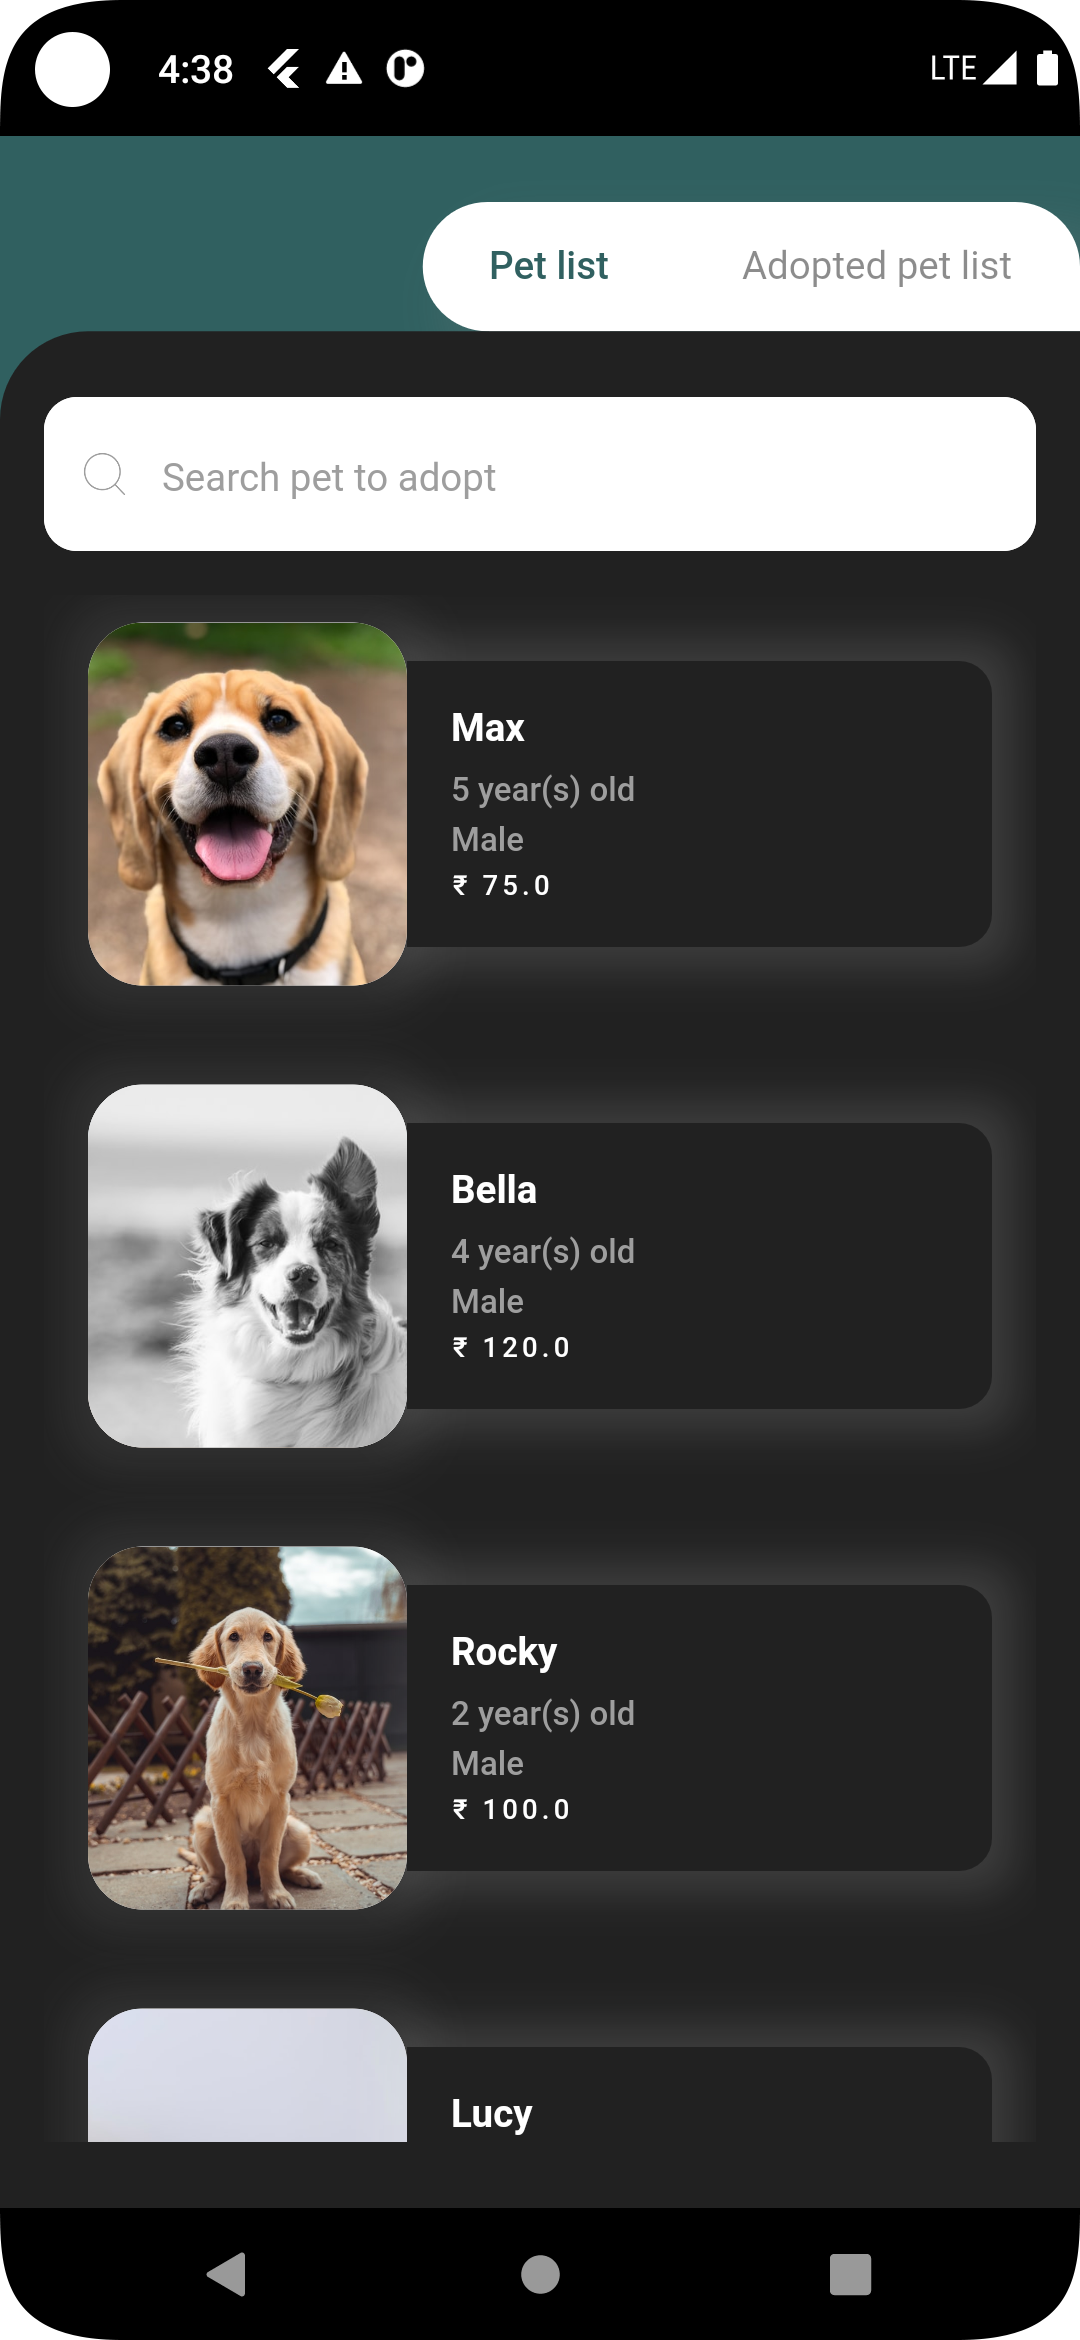 4:38
LTE
Pet list
Adopted pet list
Search pet to adopt
Max
5 year(s) old
Male
₹ 75.0
Bella
4 year(s) old
Male
₹ 120.0
Rocky
2 year(s) old
Male
₹ 100.0
Lucy